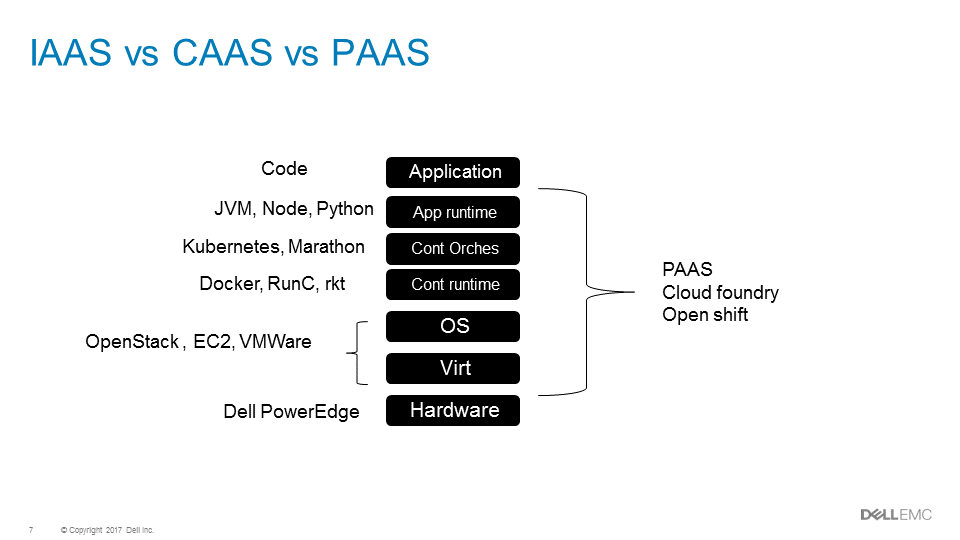 IAAS vs CAAS vs PAAS
Code
Application
JVM, Node, Python
App runtime
Kubernetes, Marathon
Cont Orches
Docker, RunC, rkt
Cont runtime
OpenStack , EC2, VMWare
OS
Virt
Dell PowerEdge
Hardware
PAAS
Cloud foundry
Open shift
7
© Copyright 2017 Dell Inc.
DELLEMC